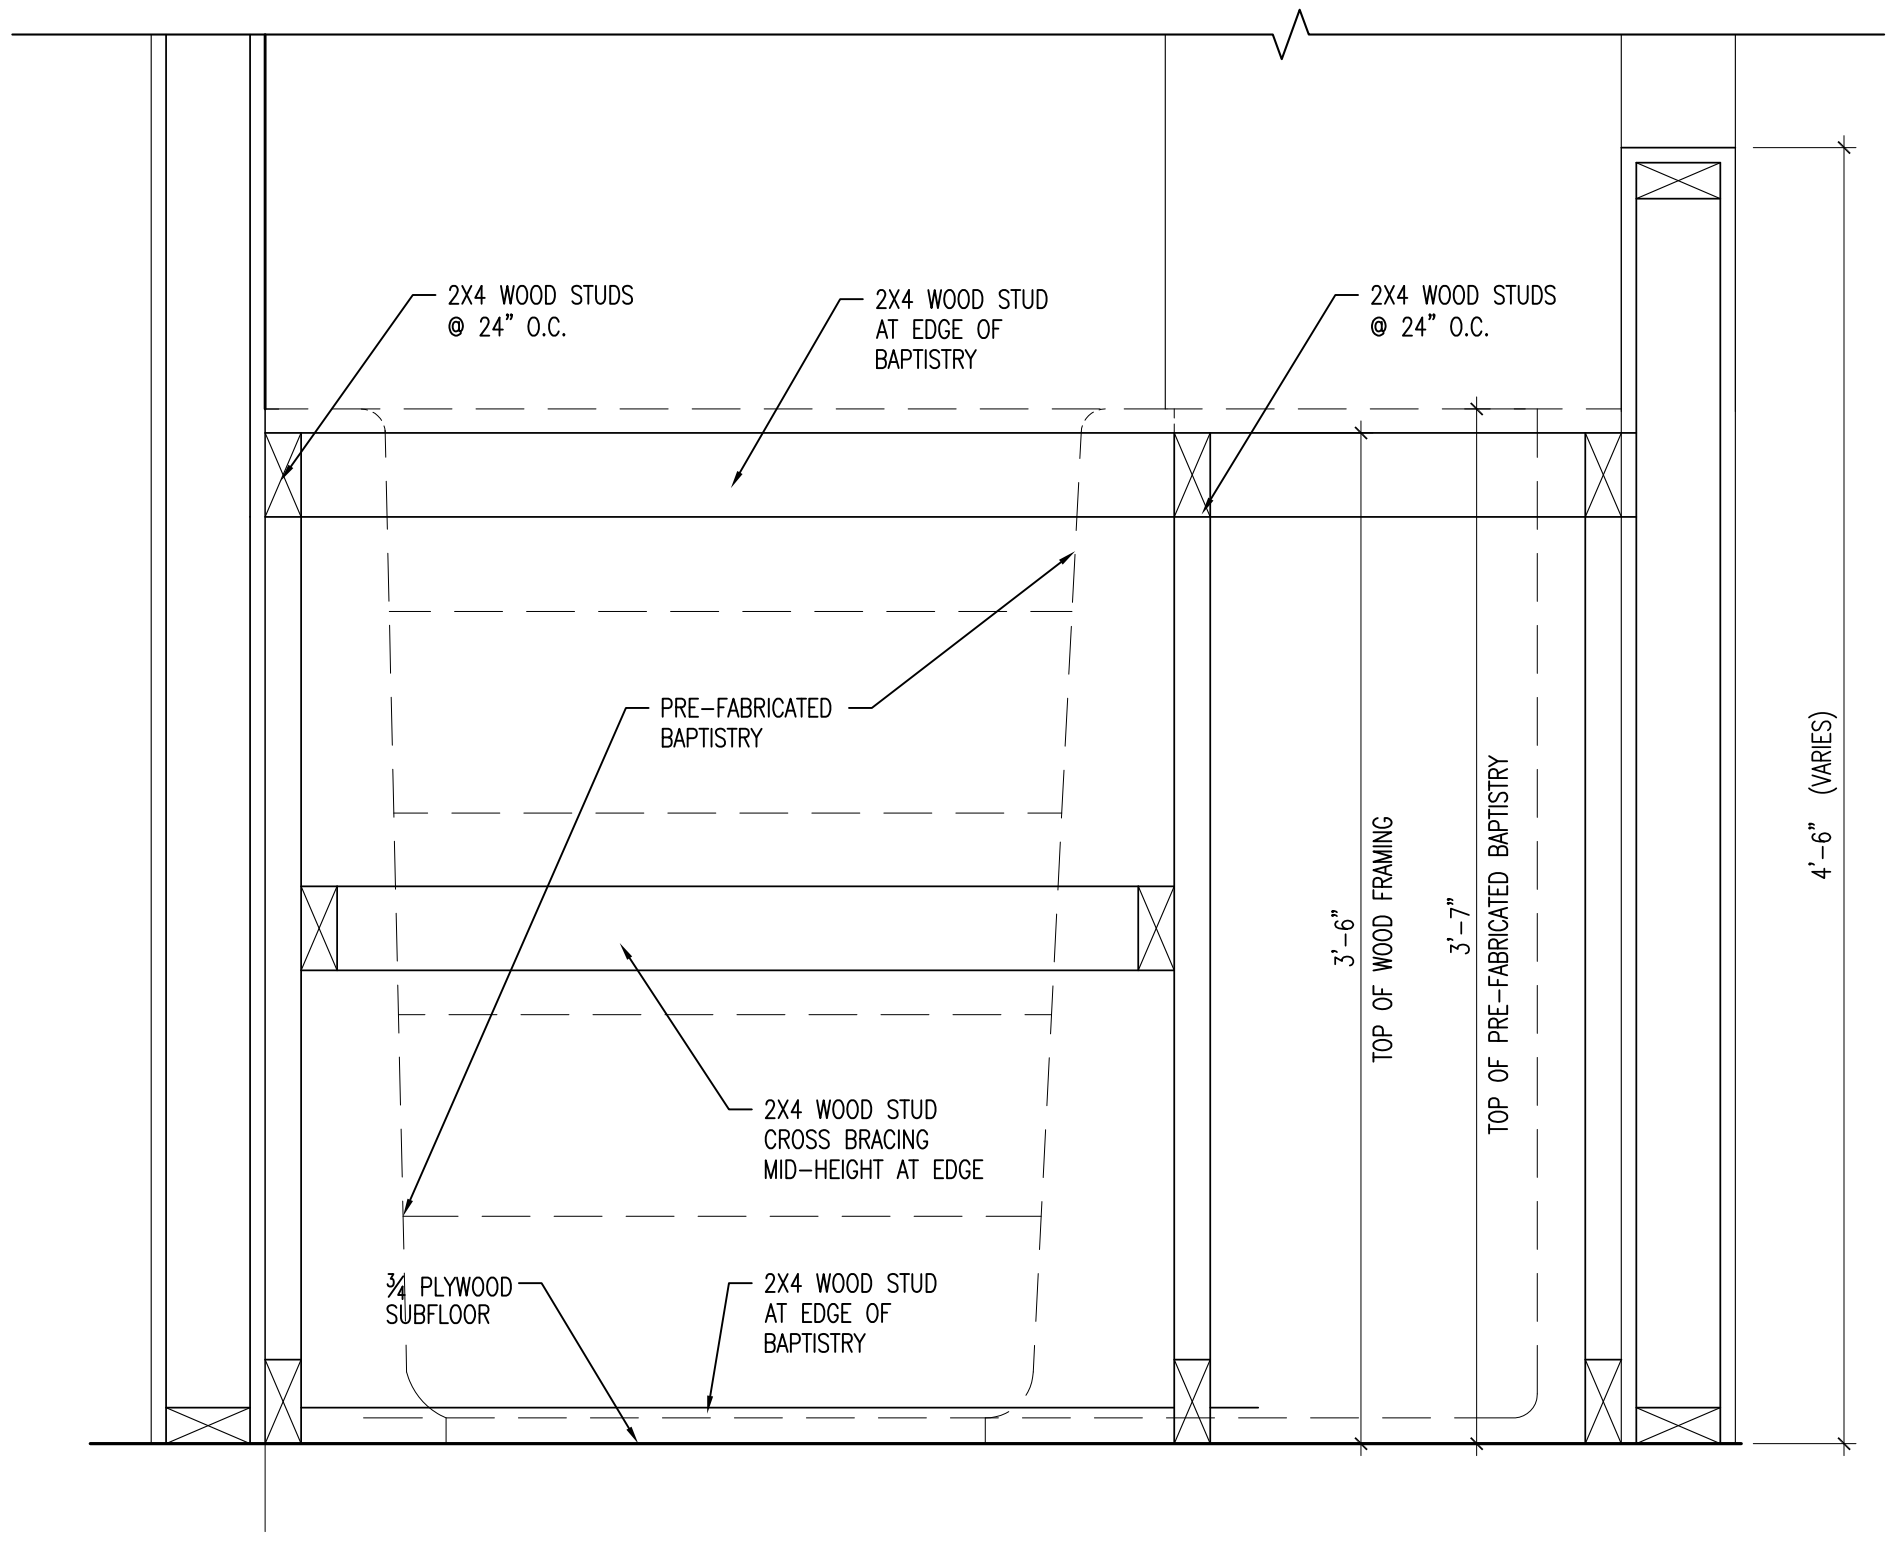 2X4 WOOD STUDS
@ 24" O.C.
2X4 WOOD STUD
AT EDGE OF
BAPTISTRY
2X4 WOOD STUDS
@ 24" O.C.
PRE-FABRICATED
BAPTISTRY
2X4 WOOD STUD
CROSS BRACING
MID-HEIGHT AT EDGE
¾ PLYWOOD
SUBFLOOR
2X4 WOOD STUD
AT EDGE OF
BAPTISTRY
3'-6"
TOP OF WOOD FRAMING
3'-7"
TOP OF PRE-FABRICATED BAPTISTRY
4'-6" (VARIES)